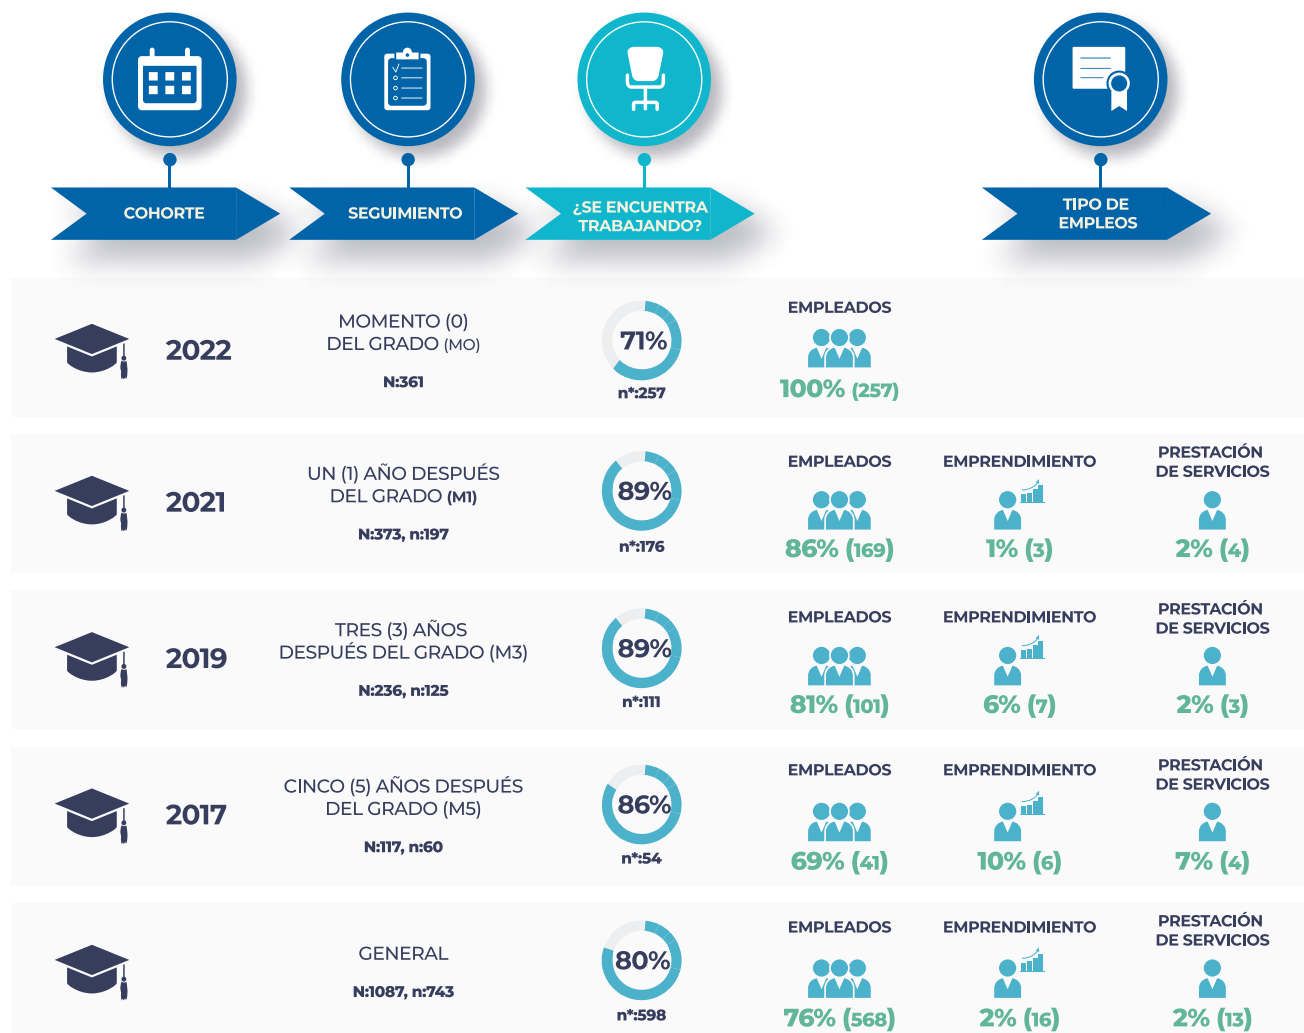 COHORTE
SEGUIMIENTO
¿SE ENCUENTRA
TRABAJANDO?
TIPO DE
EMPLEOS
2022
MOMENTO (0)
DEL GRADO (MO)
N:361
71%
n*:257
EMPLEADOS
100% (257)
2021
UN (1) AÑO DESPUÉS
DEL GRADO (M1)
N:373, n:197
89%
n*:176
EMPLEADOS
86% (169)
EMPRENDIMIENTO
1% (3)
PRESTACIÓN
DE SERVICIOS
2% (4)
2019
TRES (3) AÑOS
DESPUÉS DEL GRADO (M3)
N:236, n:125
89%
n*:111
EMPLEADOS
81% (101)
EMPRENDIMIENTO
6% (7)
PRESTACIÓN
DE SERVICIOS
2% (3)
2017
CINCO (5) AÑOS DESPUÉS
DEL GRADO (M5)
N:117, n:60
86%
n*:54
EMPLEADOS
69% (41)
EMPRENDIMIENTO
10% (6)
PRESTACIÓN
DE SERVICIOS
7% (4)
GENERAL
N:1087, n:743
80%
n*:598
EMPLEADOS
76% (568)
EMPRENDIMIENTO
2% (16)
PRESTACIÓN
DE SERVICIOS
2% (13)